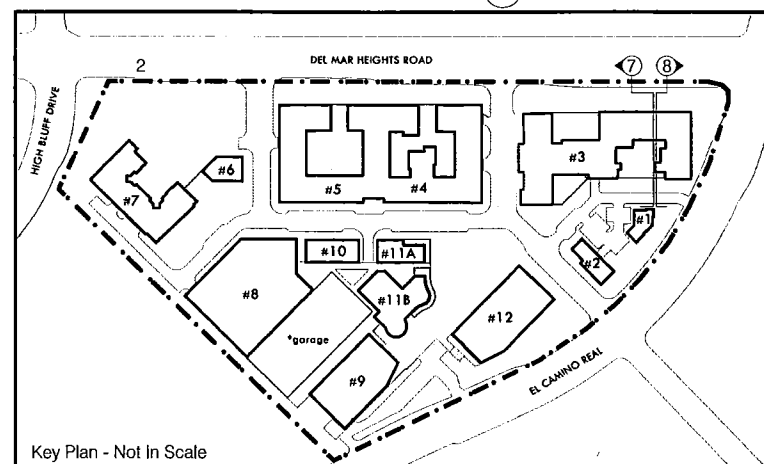 DEL MAR HEIGHTS ROAD
2
7 8
HIGH BLUFF DRIVE
#3
#6
#7
#5 #4
#1
#2
#10 #11A
#8
#11B
#12
*garage
#9
EL CAMINO REAL
Key Plan - Not In Scale